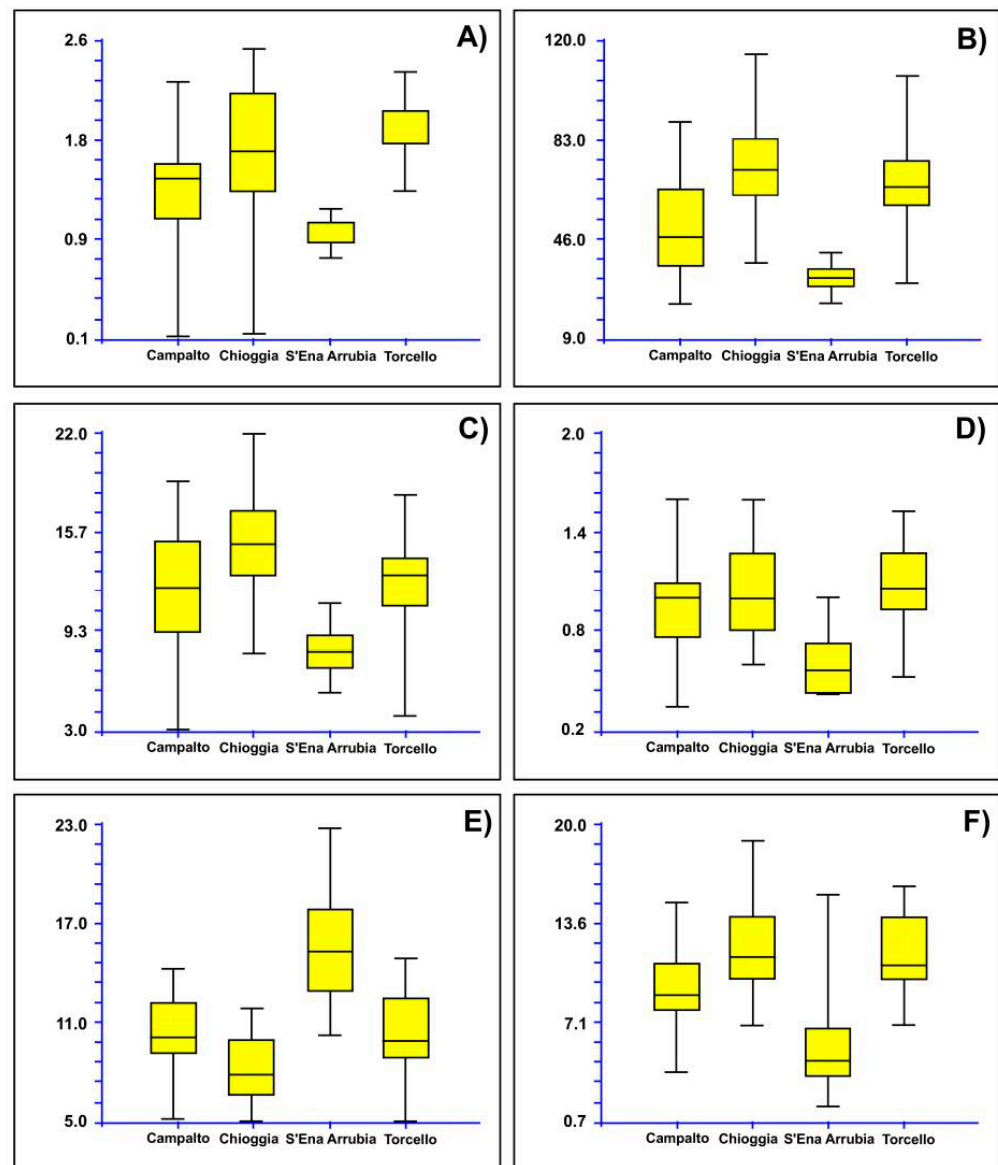 A)
2.6
1.8
0.9
0.1
Campalto Chioggia S'Ena Arrubia Torcello
B)
120.0
83.0
46.0
9.0
Campalto Chioggia S'Ena Arrubia Torcello
C)
22.0
15.7
9.3
3.0
Campalto Chioggia S'Ena Arrubia Torcello
D)
2.0
1.4
0.8
0.2
Campalto Chioggia S'Ena Arrubia Torcello
E)
23.0
17.0
11.0
5.0
Campalto Chioggia S'Ena Arrubia Torcello
F)
20.0
13.6
7.1
0.7
Campalto Chioggia S'Ena Arrubia Torcello